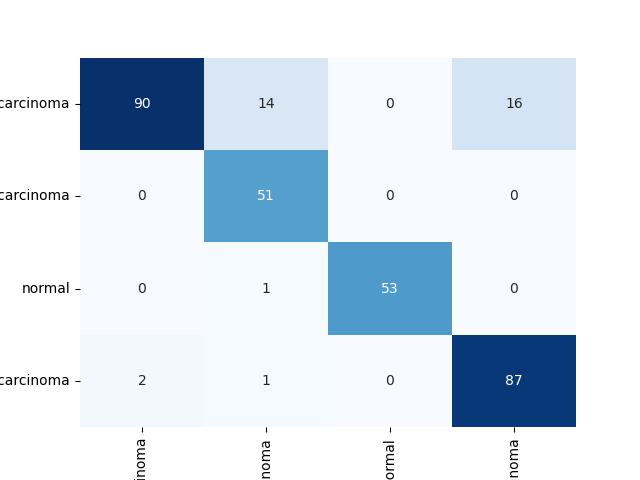 carcinoma 90 14 0 16
carcinoma 0 51 0 0
normal 0 1 53 0
carcinoma 2 1 0 87
inoma noma ormal noma